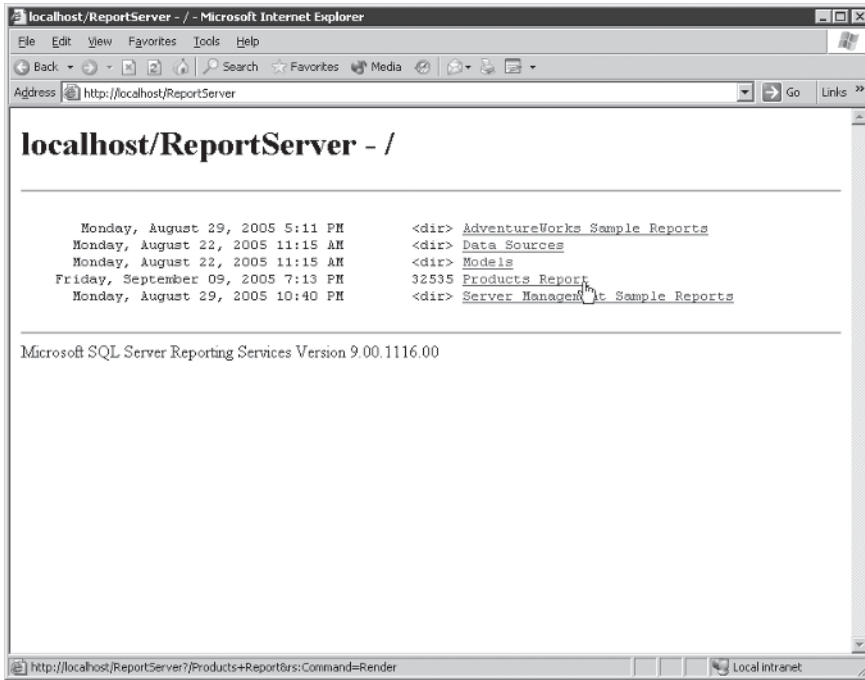 localhost/ReportServer - / - Microsoft Internet Explorer
File Edit View Favorites Tools Help
Back Search Favorites Media
Address http://localhost/ReportServer Go Links »
localhost/ReportServer - /
Monday, August 29, 2005 5:11 PM <dir> AdventureWorks Sample Reports
Monday, August 22, 2005 11:15 AM <dir> Data Sources
Monday, August 22, 2005 11:15 AM <dir> Models
Friday, September 09, 2005 7:13 PM 32535 Products Report
Monday, August 29, 2005 10:40 PM <dir> Server Management Sample Reports
Microsoft SQL Server Reporting Services Version 9.00.1116.00
http://localhost/ReportServer?/Products+Report&rs:Command=Render Local intranet